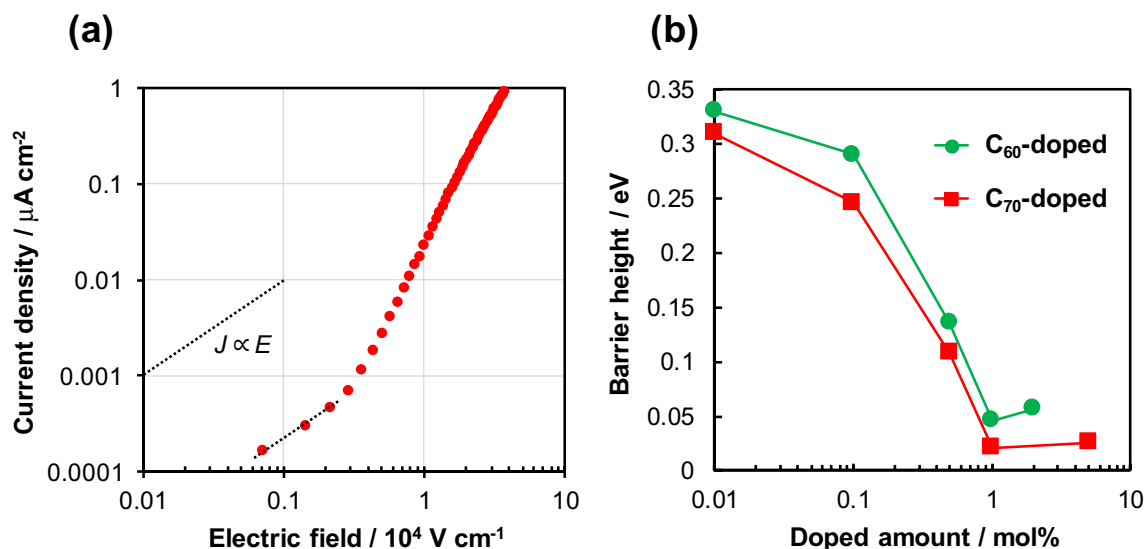 (a)
Current density / μA cm-2
1
0.1
0.01
0.001
0.0001
J ∝ E
0.01
0.1
1
10
Electric field / 10⁴ V cm-1
(b)
Barrier height / eV
0.35
0.3
0.25
0.2
0.15
0.1
0.05
0
C₆₀-doped
C₇₀-doped
0.01
0.1
1
10
Doped amount / mol%